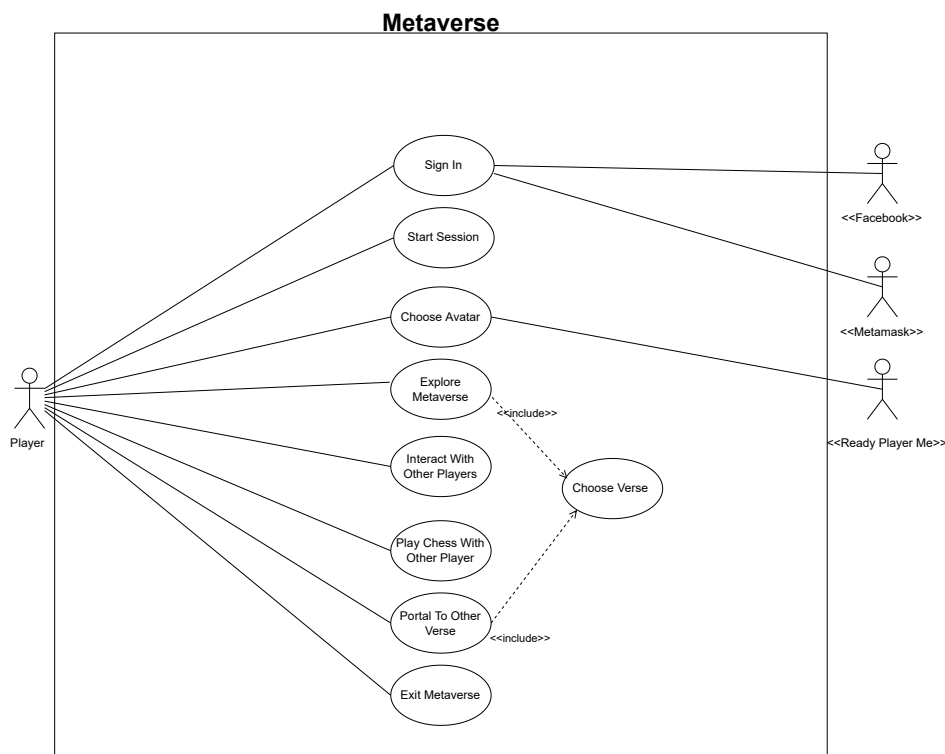 Metaverse
Sign In
<<Facebook>>
Start Session
Choose Avatar
<<Metamask>>
Explore
Metaverse
<<include>>
Player
<<Ready Player Me>>
Interact With
Other Players
Choose Verse
Play Chess With
Other Player
Portal To Other
Verse
<<include>>
Exit Metaverse